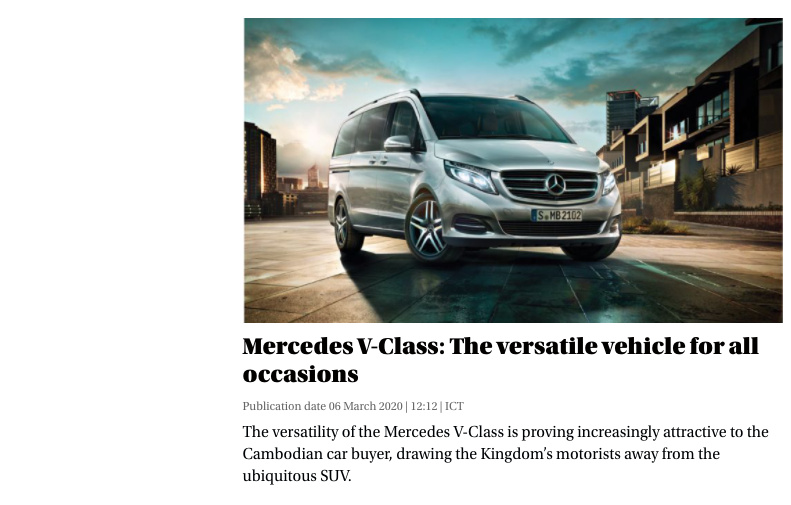 S MB2102
Mercedes V-Class: The versatile vehicle for all
occasions
Publication date 06 March 2020 | 12:12 | ICT
The versatility of the Mercedes V-Class is proving increasingly attractive to the
Cambodian car buyer, drawing the Kingdom’s motorists away from the
ubiquitous SUV.